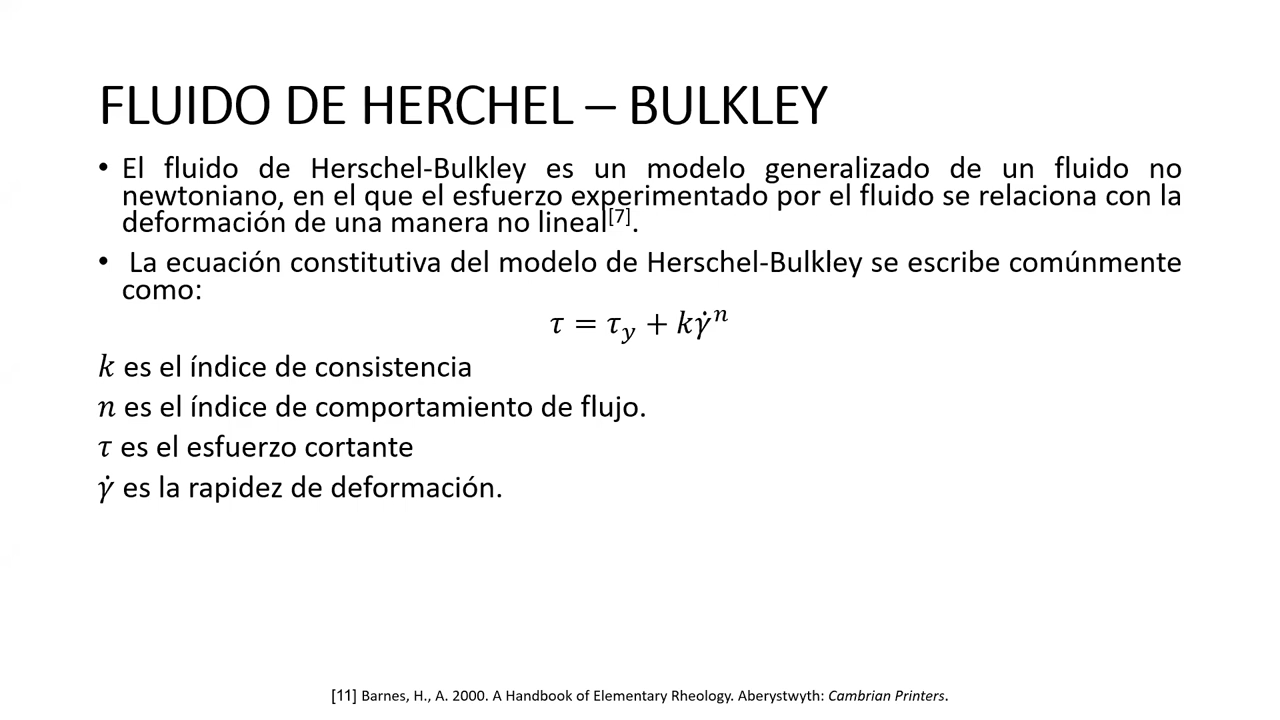 FLUIDO DE HERCHEL – BULKLEY
• El fluido de Herschel-Bulkley es un modelo generalizado de un fluido no
newtoniano, en el que el esfuerzo experimentado por el fluido se relaciona con la
deformación de una manera no lineal[7].
• La ecuación constitutiva del modelo de Herschel-Bulkley se escribe comúnmente
como:
τ = τ_y + kγ̇^n
k es el índice de consistencia
n es el índice de comportamiento de flujo.
τ es el esfuerzo cortante
γ̇ es la rapidez de deformación.
[11] Barnes, H., A. 2000. A Handbook of Elementary Rheology. Aberystwyth: Cambrian Printers.